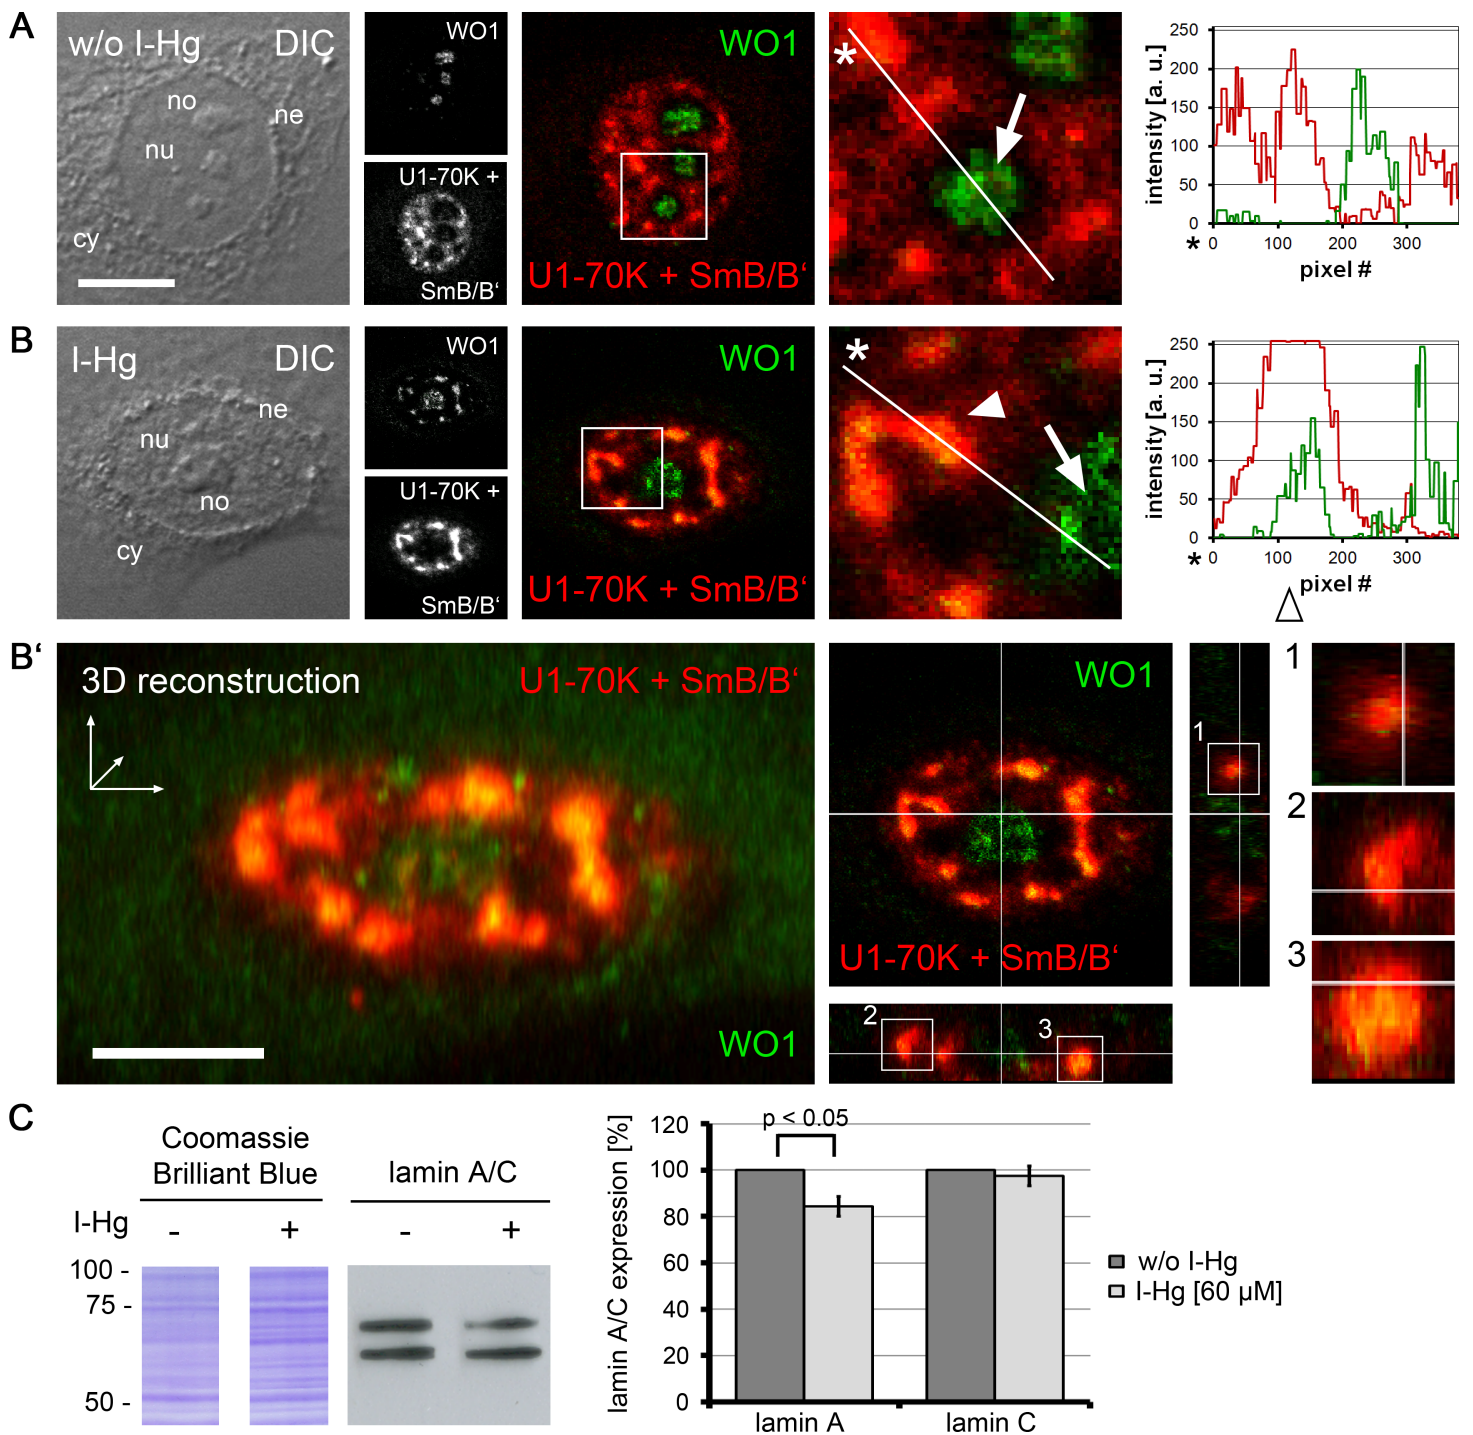 A
w/o I-Hg DIC
no
ne
nu
cy
WO1
U1-70K +
SmB/B‘
WO1
U1-70K + SmB/B‘
*
intensity [a. u.]
250
200
150
100
50
0
* 0 100 200 300
pixel #
B
I-Hg DIC
ne
nu
no
cy
WO1
U1-70K +
SmB/B‘
WO1
U1-70K + SmB/B‘
*
intensity [a. u.]
250
200
150
100
50
0
* 0 100 200 300
pixel #
B‘
3D reconstruction
U1-70K + SmB/B‘
WO1
WO1
U1-70K + SmB/B‘
1
2
3
1
2
3
C
Coomassie
Brilliant Blue
lamin A/C
I-Hg - + - +
100 -
75 -
50 -
lamin A/C expression [%]
120
100
80
60
40
20
0
p < 0.05
lamin A lamin C
w/o I-Hg
I-Hg [60 µM]